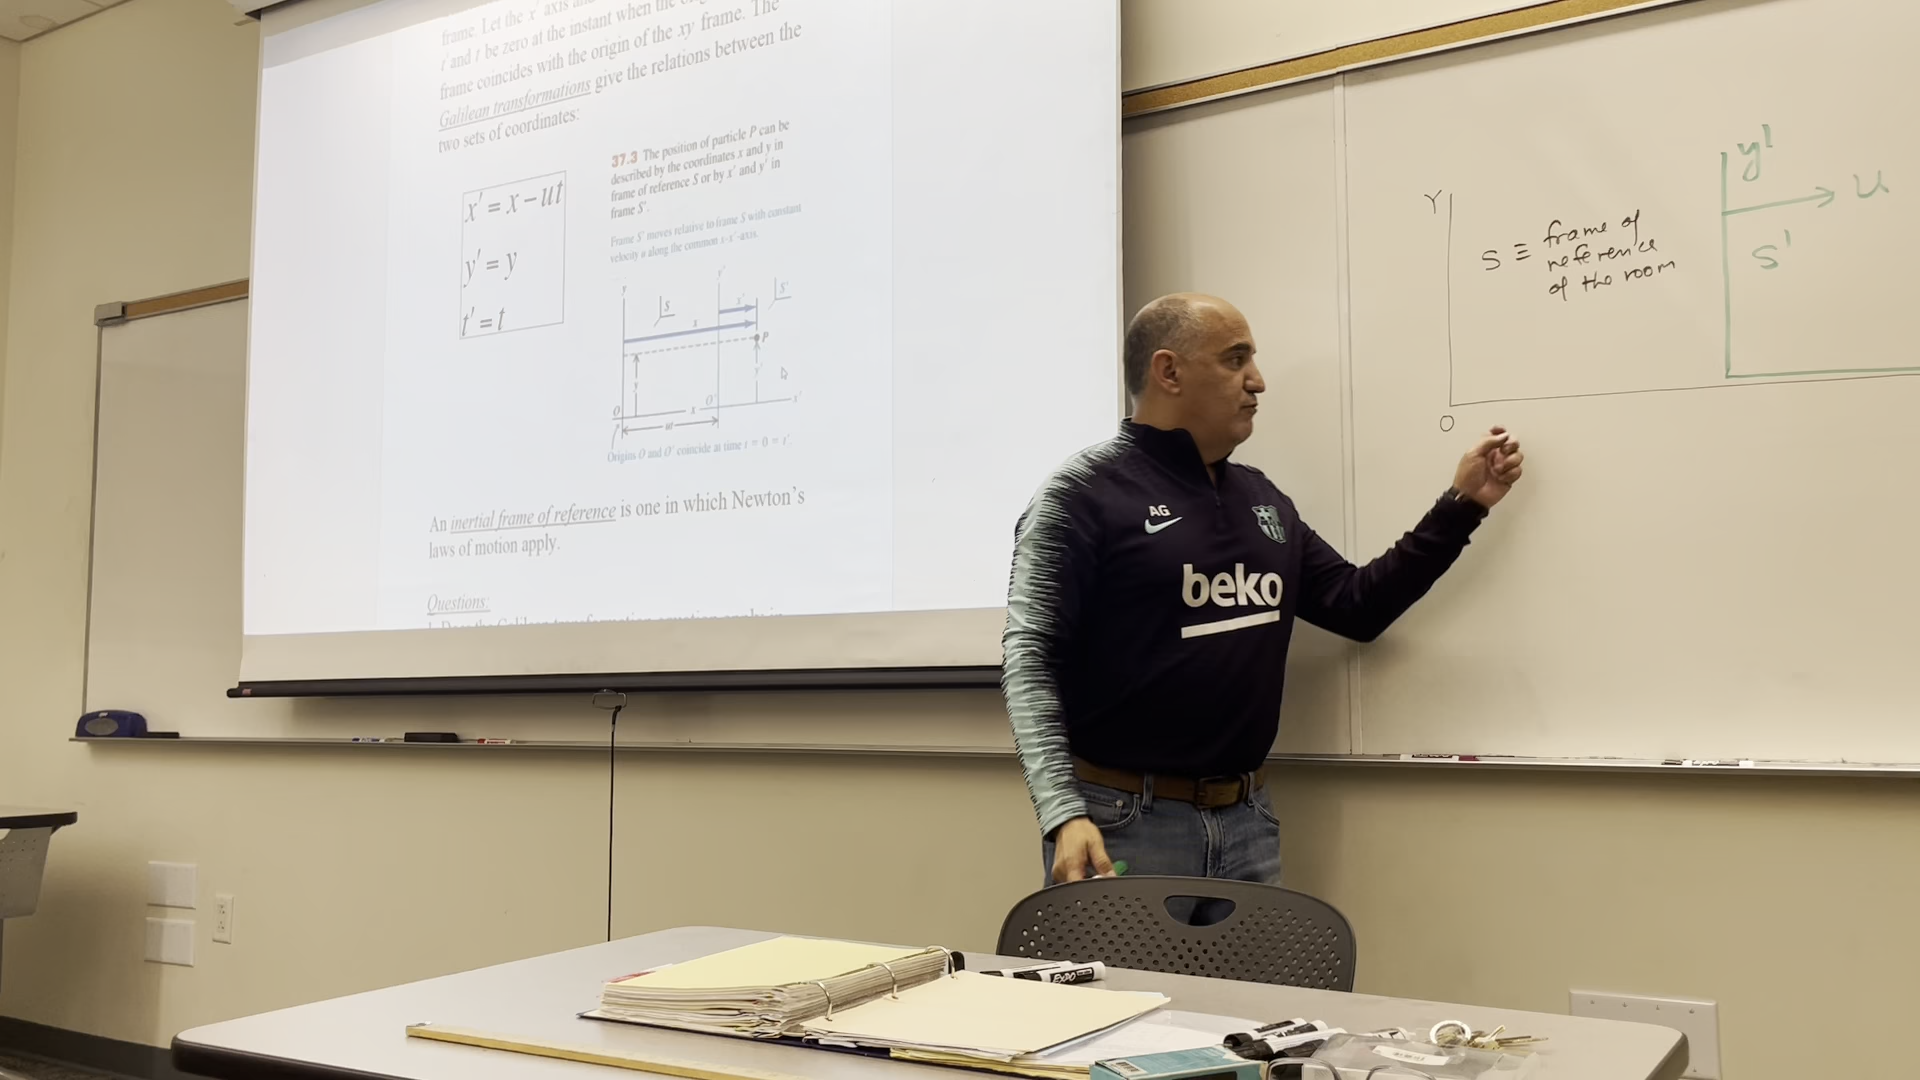 frame. Let the x′ axis and
t′ and t be zero at the instant when the
frame coincides with the origin of the xy frame. The
Galilean transformations give the relations between the
two sets of coordinates:
x′ = x – ut
y′ = y
t′ = t
37.3 The position of particle P can be
described by the coordinates x and y in
frame of reference S or by x′ and y′ in
frame S′.
Frame S′ moves relative to frame S with constant
velocity u along the common x-x′-axis.
y
y′
S
S′
x′
x
P
y
y′
O
x
O′
x′
ut
Origins O and O′ coincide at time t = 0 = t′.
An inertial frame of reference is one in which Newton’s
laws of motion apply.
Questions:
Y
S ≡ frame of
reference
of the room
O
y′
u
S′
AG
beko
EXPO